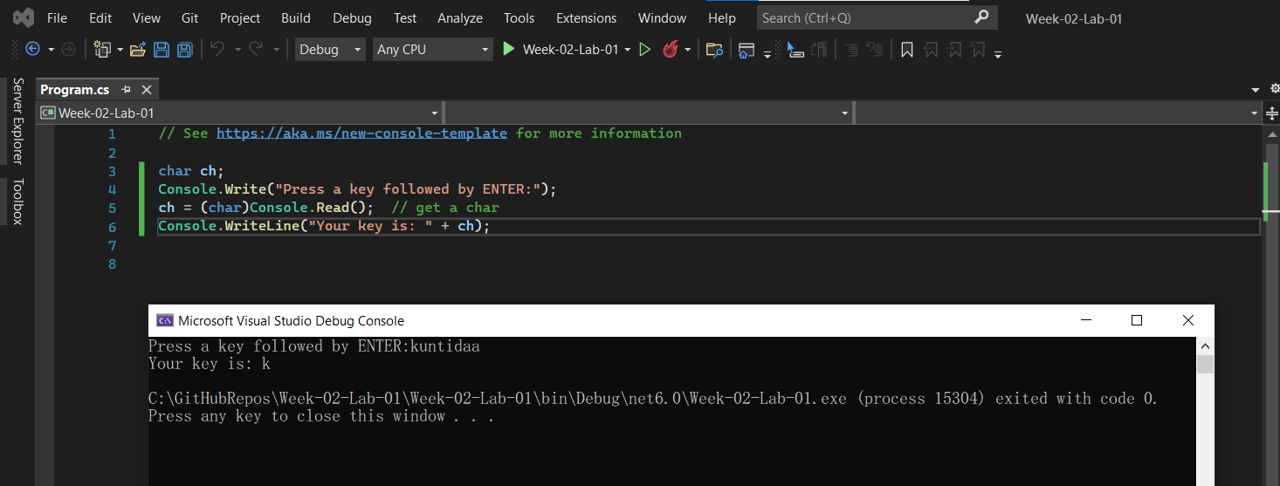 File Edit View Git Project Build Debug Test Analyze Tools Extensions Window Help Search (Ctrl+Q) Week-02-Lab-01
Debug Any CPU Week-02-Lab-01
Server Explorer
Toolbox
Program.cs
C# Week-02-Lab-01
1 // See https://aka.ms/new-console-template for more information
2
3 char ch;
4 Console.Write("Press a key followed by ENTER:");
5 ch = (char)Console.Read(); // get a char
6 Console.WriteLine("Your key is: " + ch);
7
8
C:\ Microsoft Visual Studio Debug Console
Press a key followed by ENTER:kuntidaa
Your key is: k
C:\GitHubRepos\Week-02-Lab-01\Week-02-Lab-01\bin\Debug\net6.0\Week-02-Lab-01.exe (process 15304) exited with code 0.
Press any key to close this window . . .